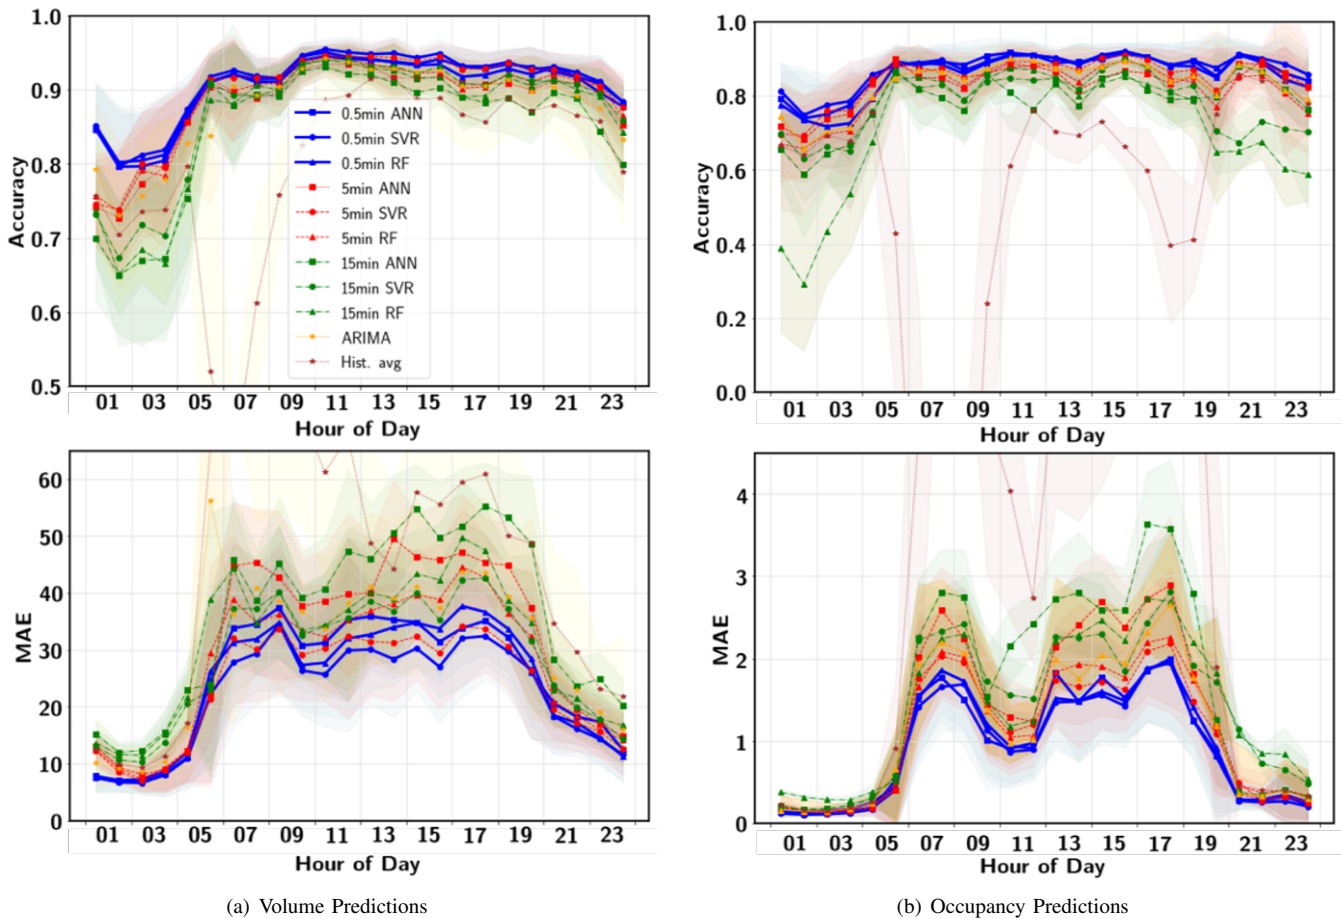 1.0
0.9
0.8
0.7
0.6
0.5
Accuracy
0.5min ANN
0.5min SVR
0.5min RF
5min ANN
5min SVR
5min RF
15min ANN
15min SVR
15min RF
ARIMA
Hist. avg
01 03 05 07 09 11 13 15 17 19 21 23
Hour of Day
1.0
0.8
0.6
0.4
0.2
0.0
Accuracy
01 03 05 07 09 11 13 15 17 19 21 23
Hour of Day
60
50
40
30
20
10
0
MAE
01 03 05 07 09 11 13 15 17 19 21 23
Hour of Day
4
3
2
1
0
MAE
01 03 05 07 09 11 13 15 17 19 21 23
Hour of Day
(a) Volume Predictions
(b) Occupancy Predictions